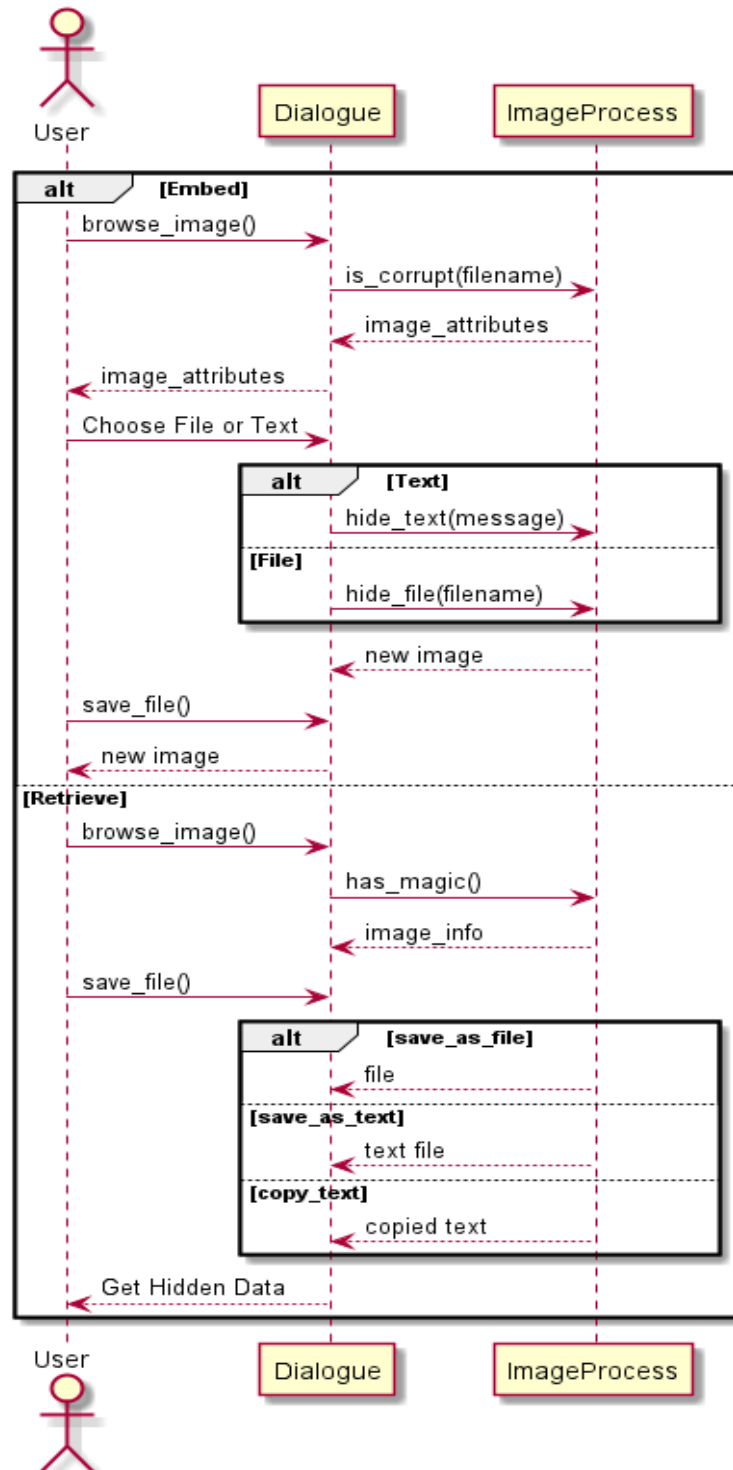 User
Dialogue
ImageProcess
alt [Embed]
browse_image()
is_corrupt(filename)
image_attributes
image_attributes
Choose File or Text
alt [Text]
hide_text(message)
[File]
hide_file(filename)
new image
save_file()
new image
[Retrieve]
browse_image()
has_magic()
image_info
save_file()
alt [save_as_file]
file
[save_as_text]
text file
[copy_text]
copied text
Get Hidden Data
User
Dialogue
ImageProcess